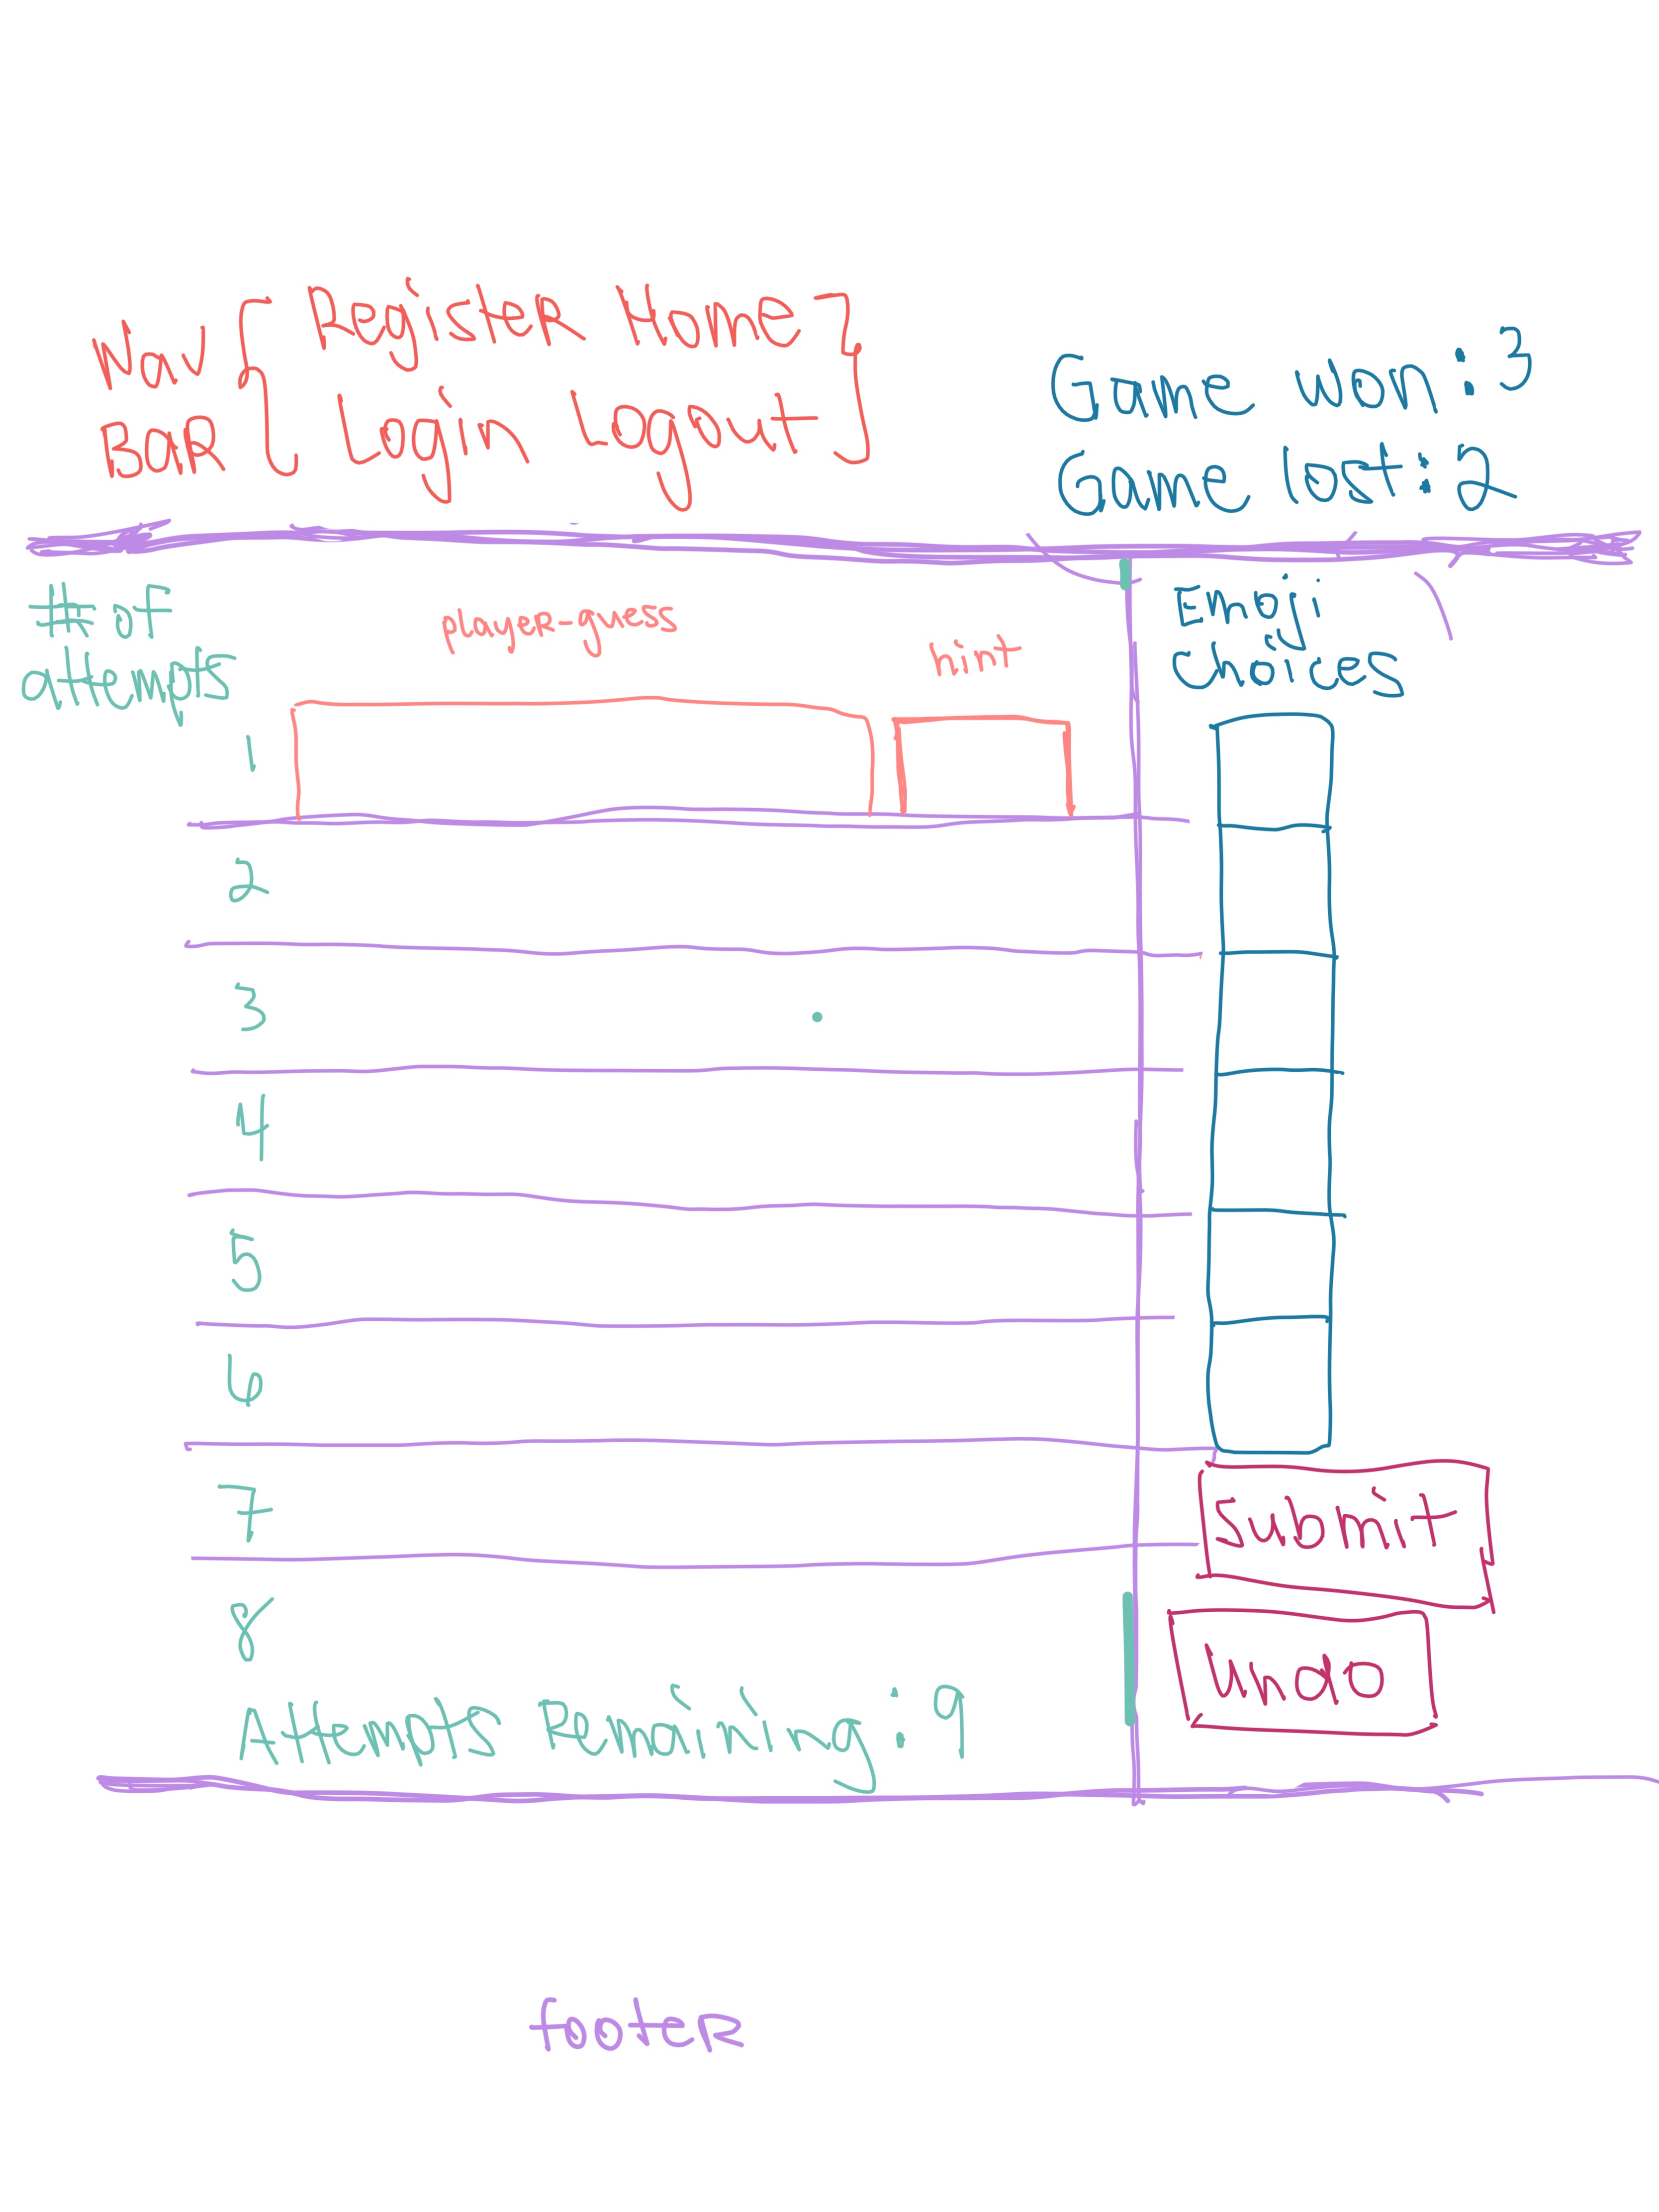 Nav
BaR
Register Home
Login Logout
Game won: 3
Game lost: 2
# of
attempts
playeR-guess
hint
Emoji
Choices
1
2
3
4
5
6
7
8
Submit
Undo
Attempts Remaining: 9
footeR